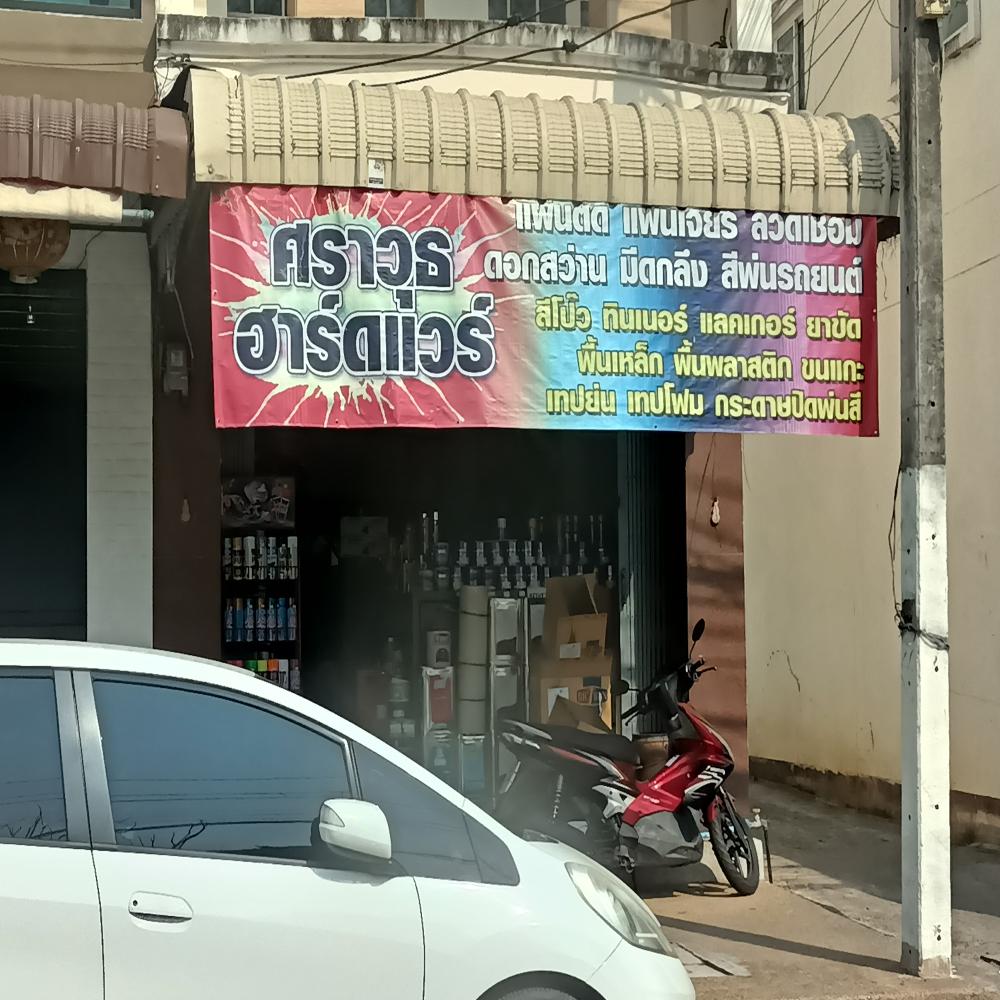 ศราวุธ
ฮาร์ดแวร์
แผ่นตัด แผ่นเจียร์ ลวดเชื่อม
ดอกสว่าน มีดกลึง สีพ่นรถยนต์
สีโป๊ว ทินเนอร์ แลคเกอร์ ยาขัด
พื้นเหล็ก พื้นพลาสติก ขนแกะ
เทปย่น เทปโฟม กระดาษปิดพ่นสี